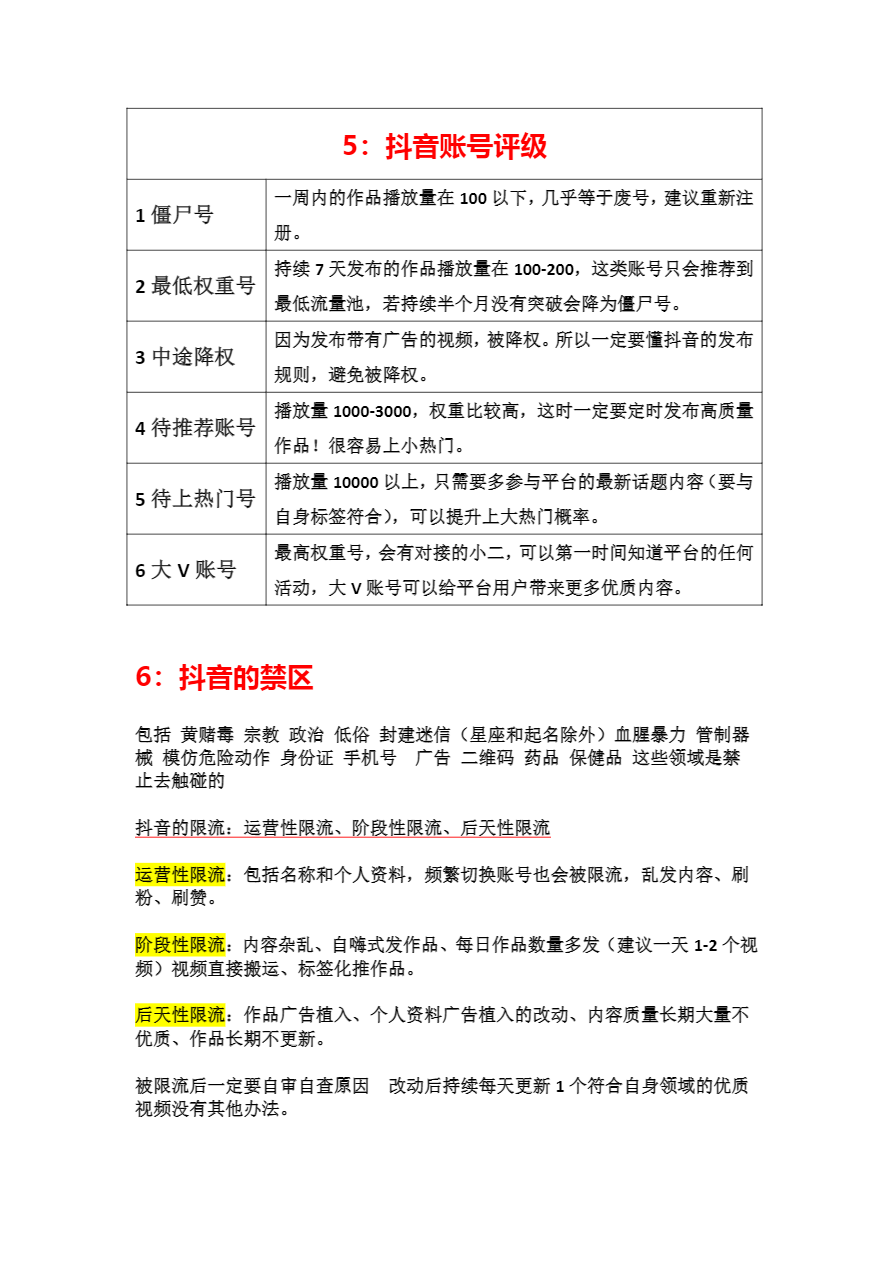 5：抖音账号评级
1 僵尸号
一周内的作品播放量在 100 以下，几乎等于废号，建议重新注
册。
2 最低权重号
持续 7 天发布的作品播放量在 100-200，这类账号只会推荐到
最低流量池，若持续半个月没有突破会降为僵尸号。
3 中途降权
因为发布带有广告的视频，被降权。所以一定要懂抖音的发布
规则，避免被降权。
4 待推荐账号
播放量 1000-3000，权重比较高，这时一定要定时发布高质量
作品！很容易上小热门。
5 待上热门号
播放量 10000 以上，只需要多参与平台的最新话题内容（要与
自身标签符合），可以提升上大热门概率。
6 大 V 账号
最高权重号，会有对接的小二，可以第一时间知道平台的任何
活动，大 V 账号可以给平台用户带来更多优质内容。
6：抖音的禁区
包括 黄赌毒 宗教 政治 低俗 封建迷信（星座和起名除外）血腥暴力 管制器
械 模仿危险动作 身份证 手机号 广告 二维码 药品 保健品 这些领域是禁
止去触碰的
抖音的限流：运营性限流、阶段性限流、后天性限流
运营性限流：包括名称和个人资料，频繁切换账号也会被限流，乱发内容、刷
粉、刷赞。
阶段性限流：内容杂乱、自嗨式发作品、每日作品数量多发（建议一天 1-2 个视
频）视频直接搬运、标签化推作品。
后天性限流：作品广告植入、个人资料广告植入的改动、内容质量长期大量不
优质、作品长期不更新。
被限流后一定要自审自查原因 改动后持续每天更新 1 个符合自身领域的优质
视频没有其他办法。